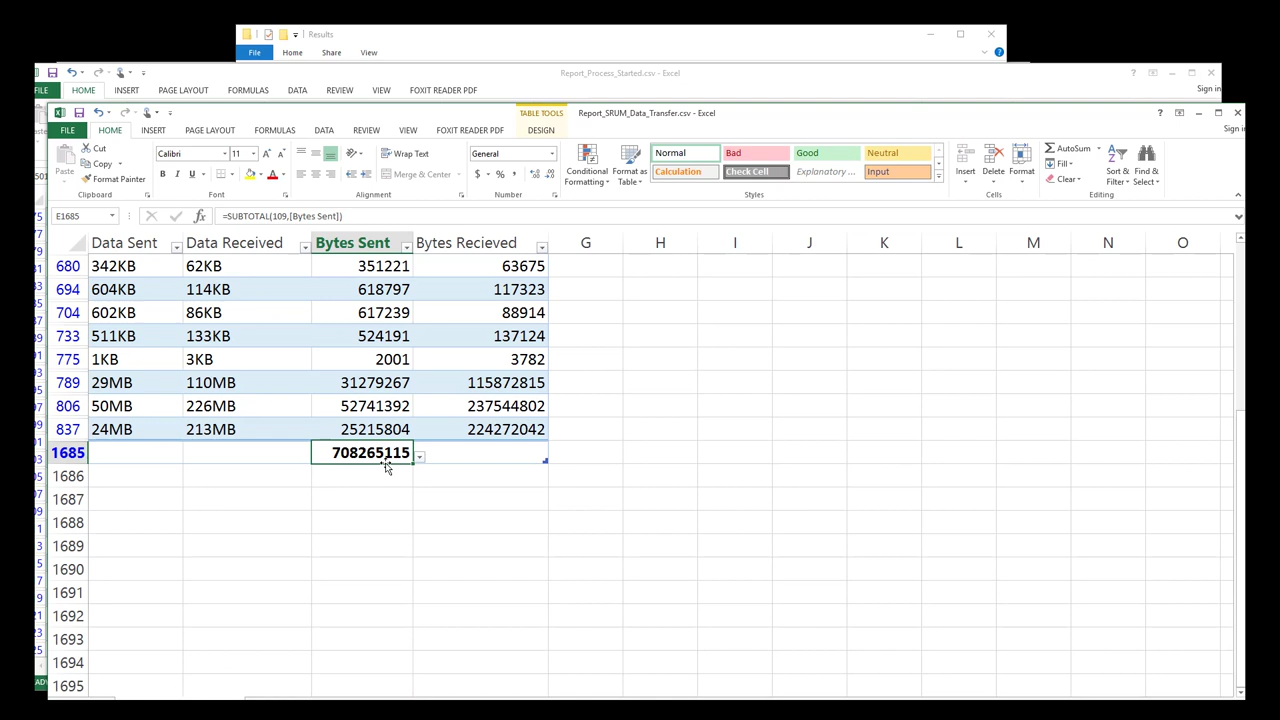 Results
File Home Share View
Report_Process_Started.csv - Excel
FILE HOME INSERT PAGE LAYOUT FORMULAS DATA REVIEW VIEW FOXIT READER PDF Sign in
TABLE TOOLS Report_SRUM_Data_Transfer.csv - Excel
FILE HOME INSERT PAGE LAYOUT FORMULAS DATA REVIEW VIEW FOXIT READER PDF DESIGN Sign in
Paste Cut Copy Format Painter
Calibri 11
Wrap Text
Merge & Center
General
Conditional Formatting Format as Table
Normal Bad Good Neutral
Calculation Check Cell Explanatory ... Input
Insert Delete Format
AutoSum Fill Clear
Sort & Filter Find & Select
Clipboard Font Alignment Number Styles Cells Editing
E1685 =SUBTOTAL(109,[Bytes Sent])
Data Sent Data Received Bytes Sent Bytes Recieved G H I J K L M N O
680 342KB 62KB 351221 63675
694 604KB 114KB 618797 117323
704 602KB 86KB 617239 88914
733 511KB 133KB 524191 137124
775 1KB 3KB 2001 3782
789 29MB 110MB 31279267 115872815
806 50MB 226MB 52741392 237544802
837 24MB 213MB 25215804 224272042
1685 708265115
1686
1687
1688
1689
1690
1691
1692
1693
1694
1695